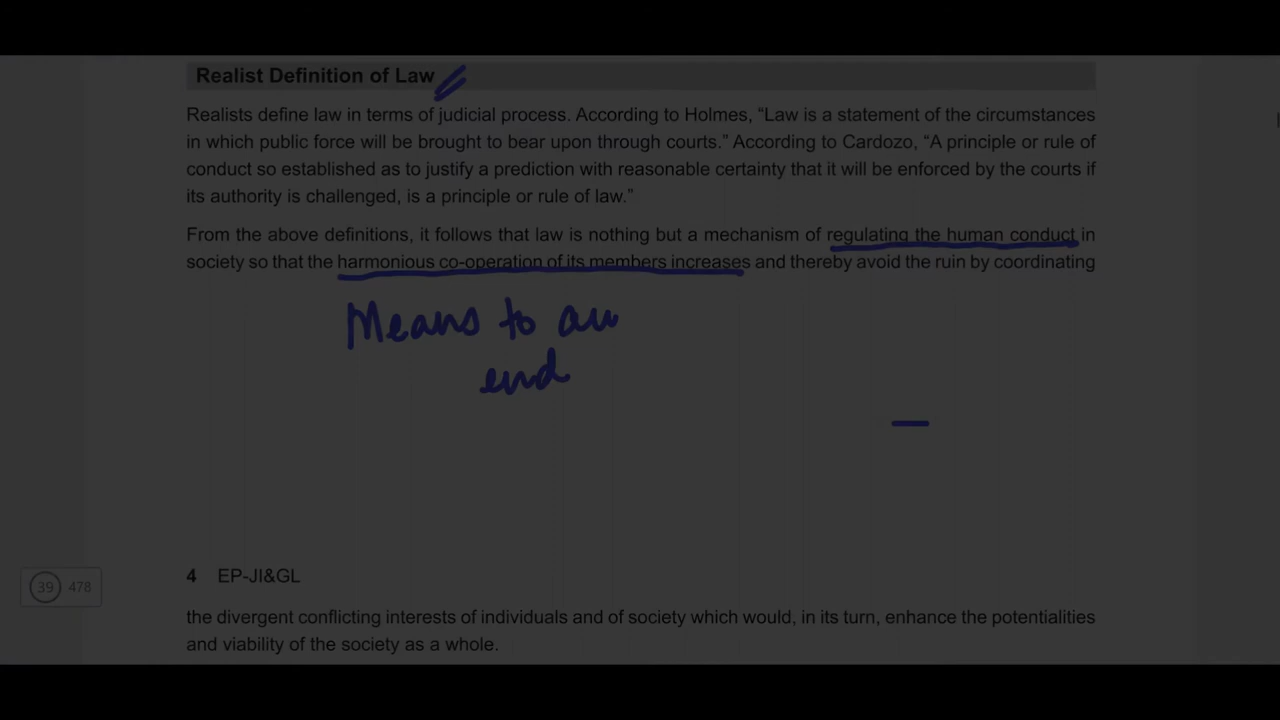 Realist Definition of Law
Realists define law in terms of judicial process. According to Holmes, “Law is a statement of the circumstances
in which public force will be brought to bear upon through courts.” According to Cardozo, “A principle or rule of
conduct so established as to justify a prediction with reasonable certainty that it will be enforced by the courts if
its authority is challenged, is a principle or rule of law.”
From the above definitions, it follows that law is nothing but a mechanism of regulating the human conduct in
society so that the harmonious co-operation of its members increases and thereby avoid the ruin by coordinating
Means to an
end
4 EP-JI&GL
39 478
the divergent conflicting interests of individuals and of society which would, in its turn, enhance the potentialities
and viability of the society as a whole.